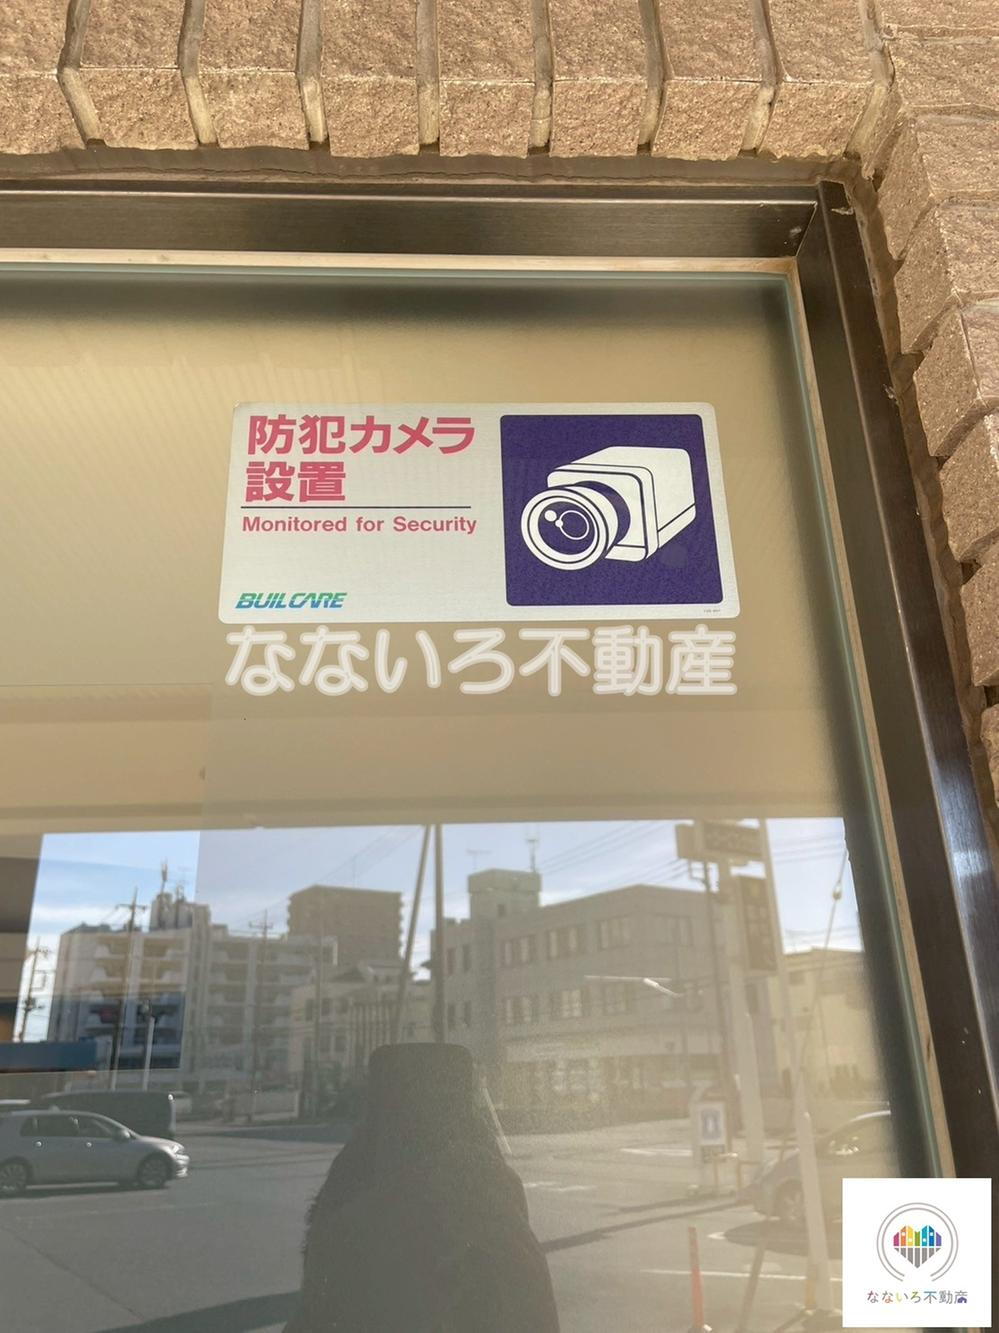 防犯カメラ
設置
Monitored for Security
BUILCARE
なないろ不動産
なないろ不動産